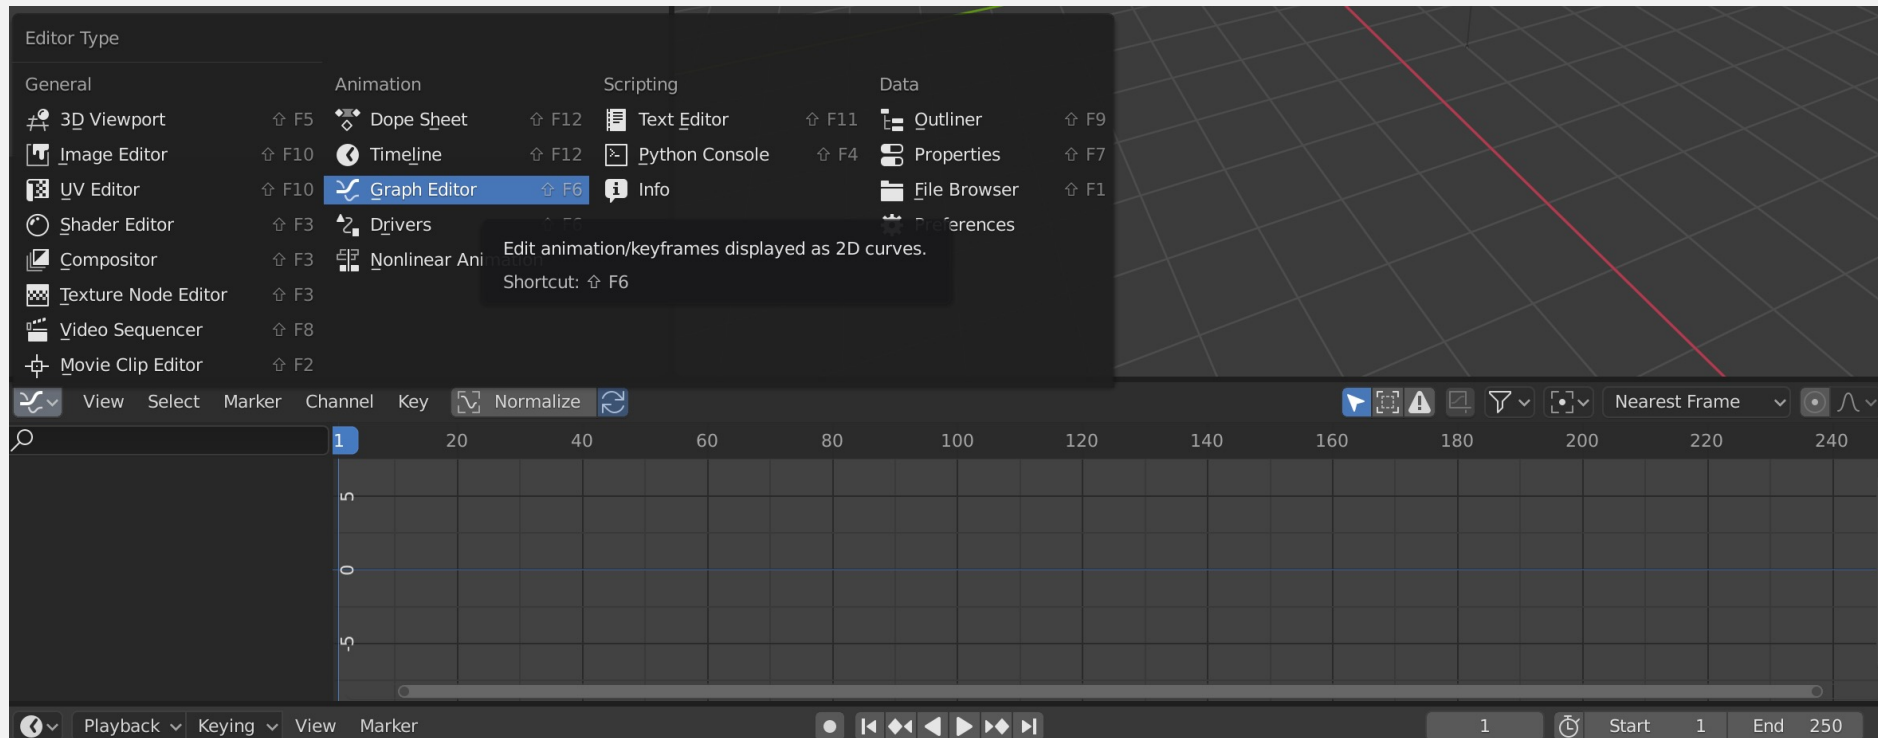 Editor Type
General Animation Scripting Data
3D Viewport ⇧ F5 Dope Sheet ⇧ F12 Text Editor ⇧ F11 Outliner ⇧ F9
Image Editor ⇧ F10 Timeline ⇧ F12 Python Console ⇧ F4 Properties ⇧ F7
UV Editor ⇧ F10 Graph Editor ⇧ F6 Info File Browser ⇧ F1
Shader Editor ⇧ F3 Drivers ⇧ F6 Preferences
Edit animation/keyframes displayed as 2D curves.
Compositor ⇧ F3 Nonlinear Animation
Shortcut: ⇧ F6
Texture Node Editor ⇧ F3
Video Sequencer ⇧ F8
Movie Clip Editor ⇧ F2
View Select Marker Channel Key Normalize Nearest Frame
1 20 40 60 80 100 120 140 160 180 200 220 240
5
0
-5
Playback Keying View Marker 1 Start 1 End 250